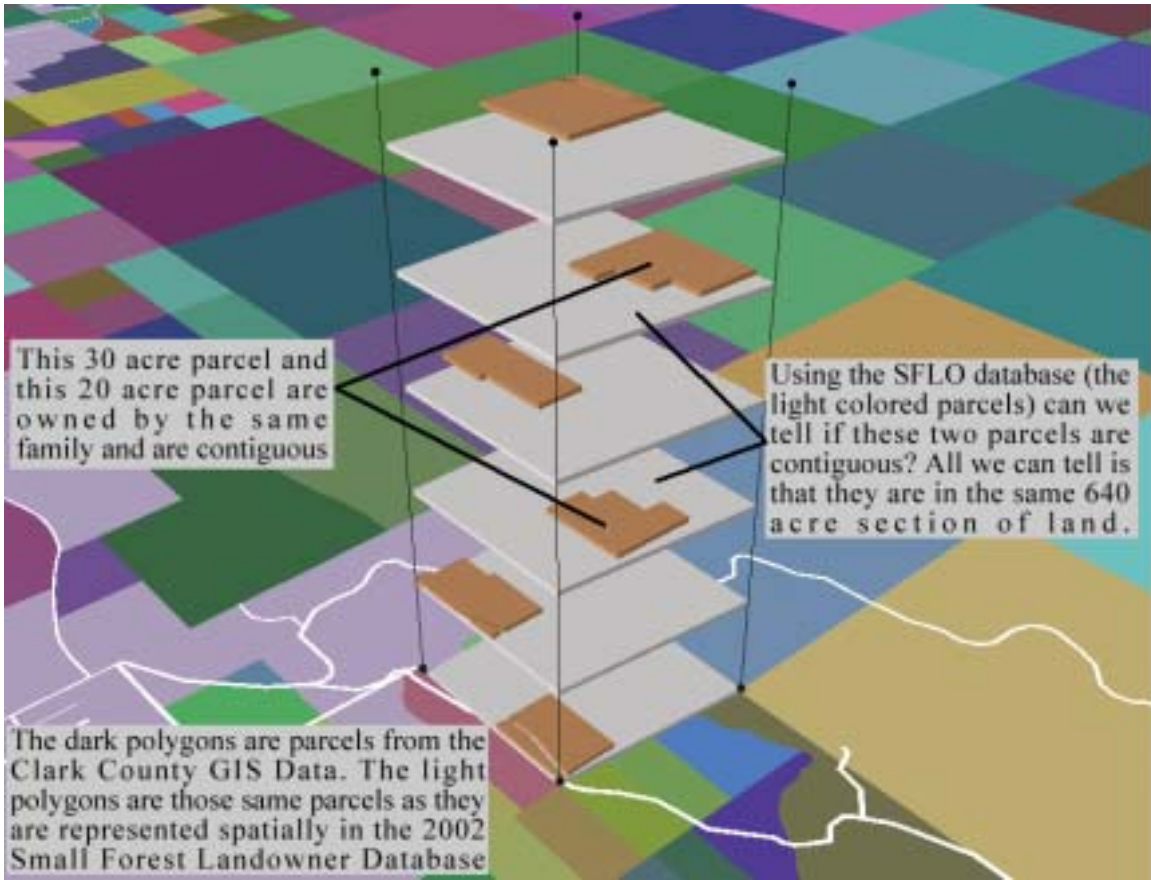 This 30 acre parcel and
this 20 acre parcel are
owned by the same
family and are contiguous
Using the SFLO database (the
light colored parcels) can we
tell if these two parcels are
contiguous? All we can tell is
that they are in the same 640
acre section of land.
The dark polygons are parcels from the
Clark County GIS Data. The light
polygons are those same parcels as they
are represented spatially in the 2002
Small Forest Landowner Database